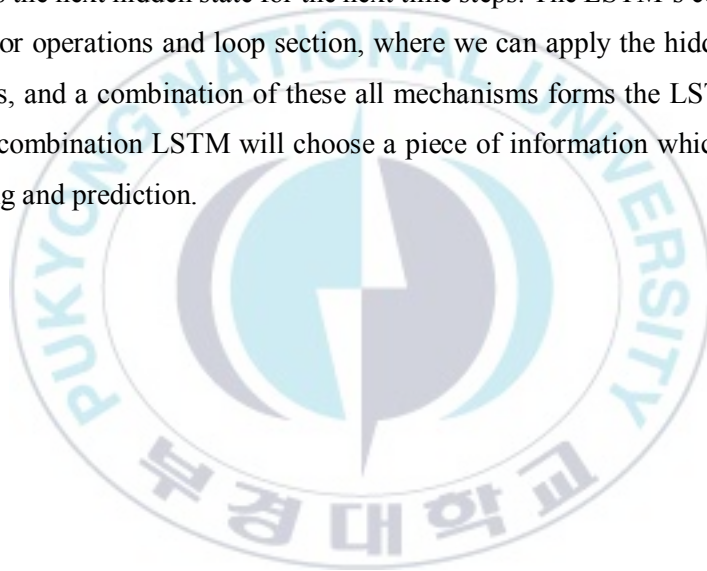 s the next hidden state for the next time steps. The LSTM's c
or operations and loop section, where we can apply the hidd
s, and a combination of these all mechanisms forms the LST
combination LSTM will choose a piece of information whic
g and prediction.
PUKYONG NATIONAL UNIVERSITY
부경대학교